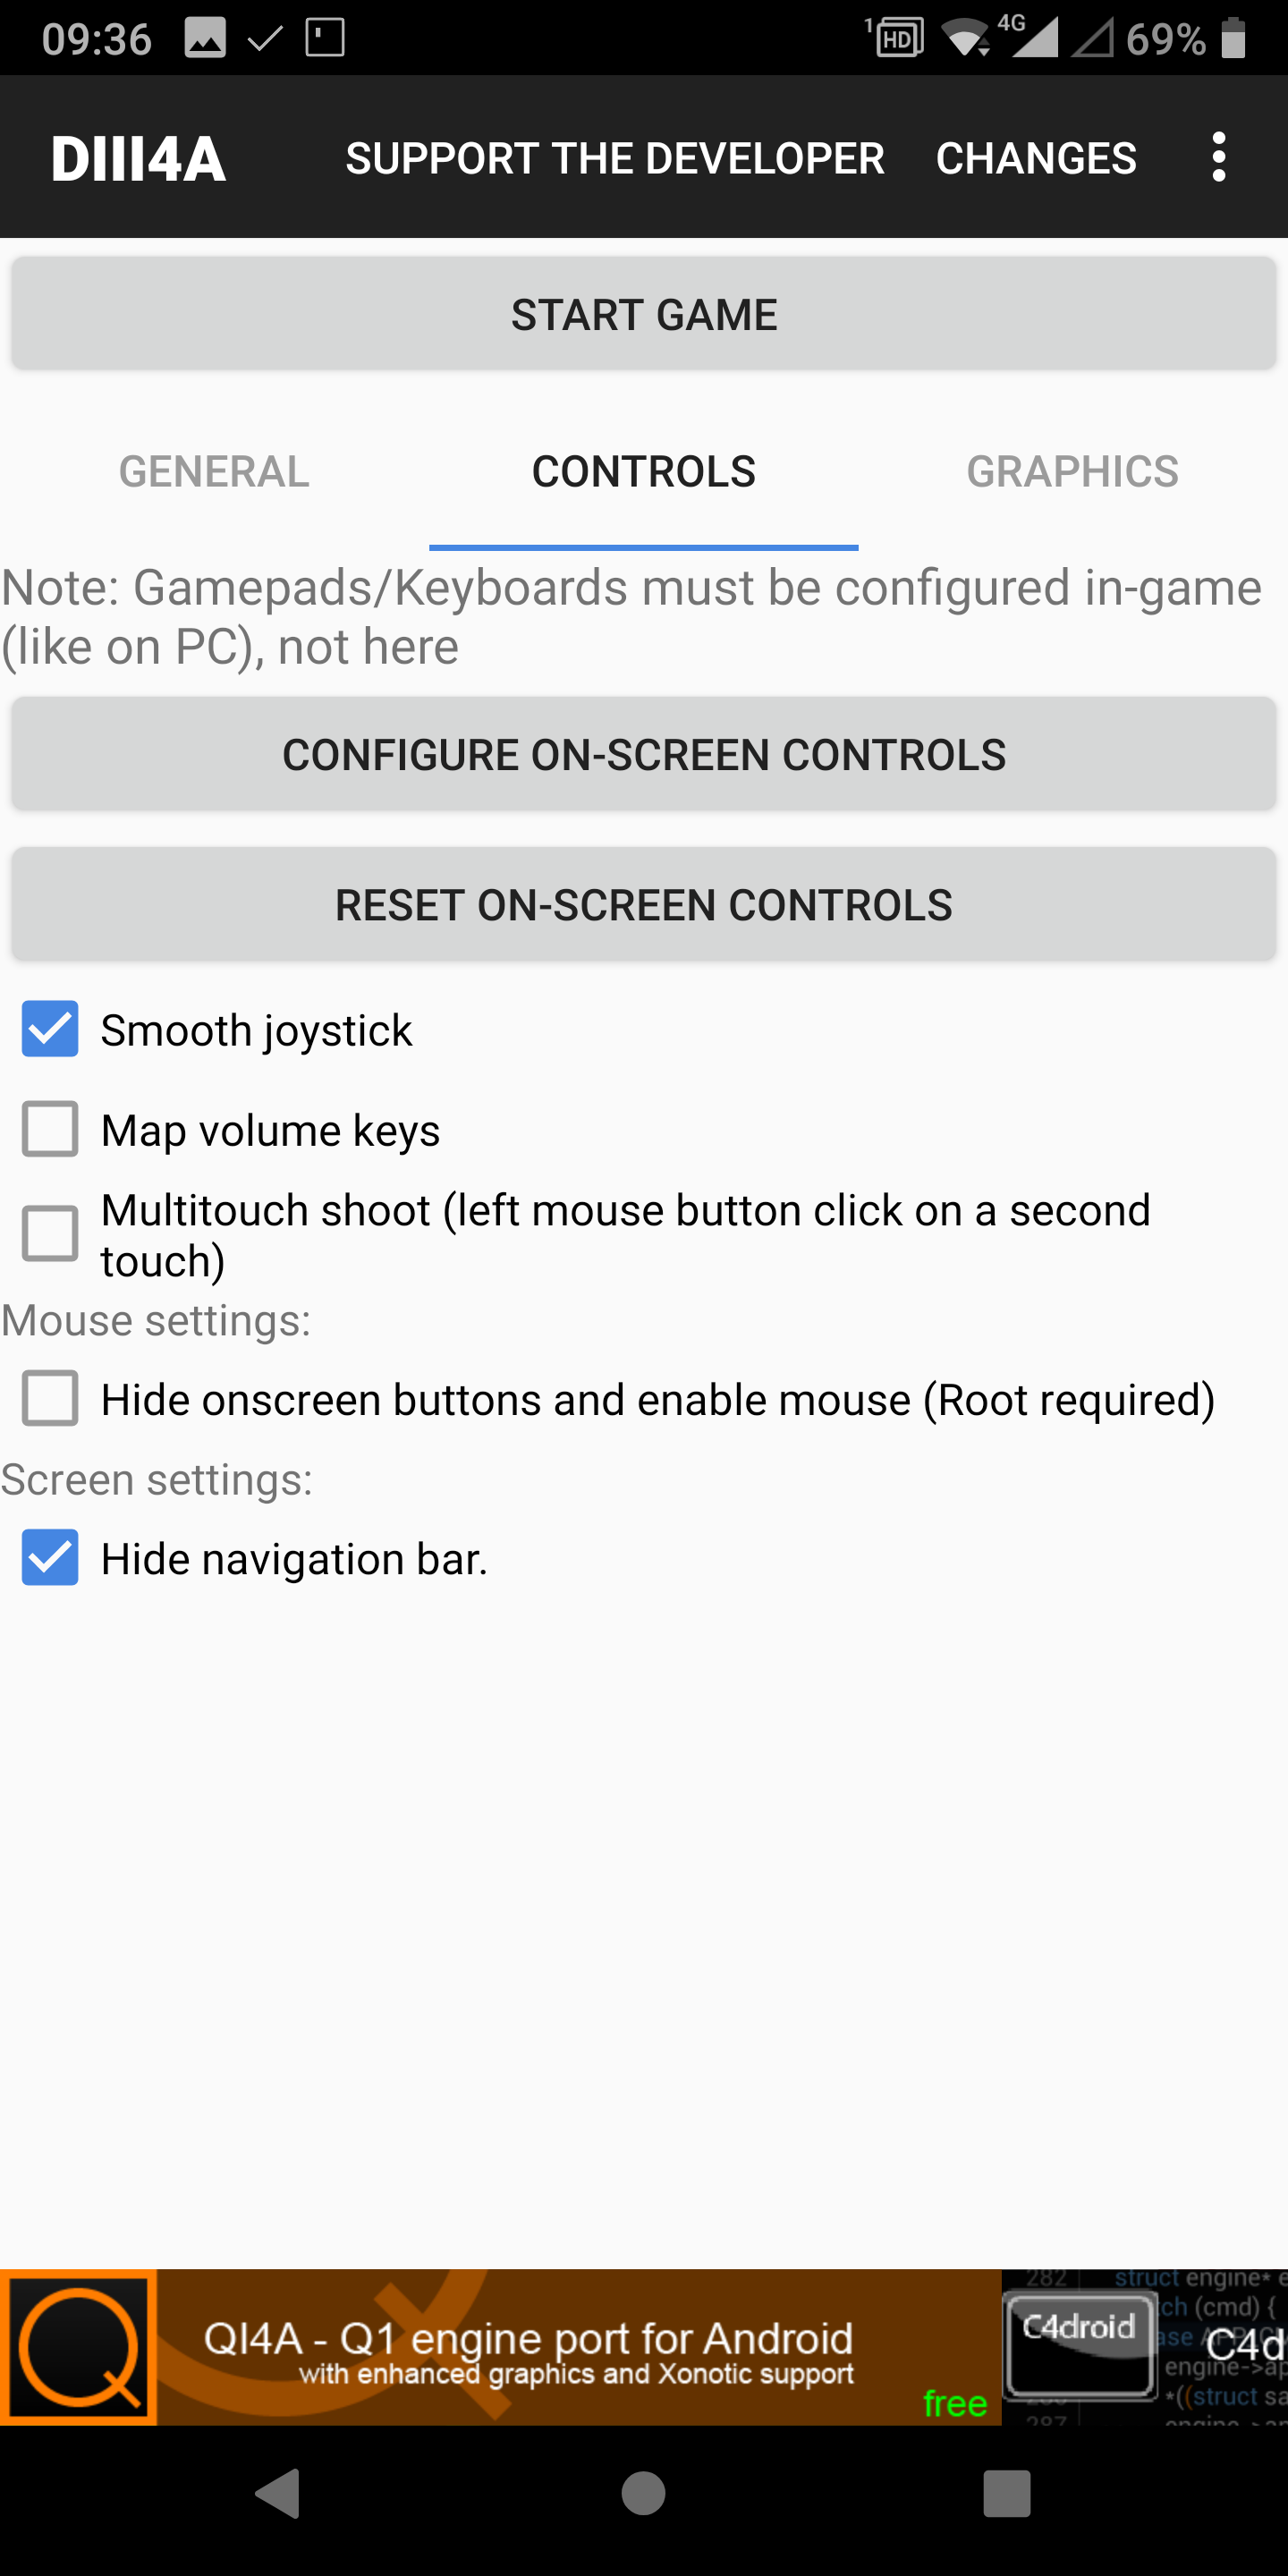 09:36
1 HD 4G 69%
DIII4A SUPPORT THE DEVELOPER CHANGES
START GAME
GENERAL CONTROLS GRAPHICS
Note: Gamepads/Keyboards must be configured in-game
(like on PC), not here
CONFIGURE ON-SCREEN CONTROLS
RESET ON-SCREEN CONTROLS
Smooth joystick
Map volume keys
Multitouch shoot (left mouse button click on a second
touch)
Mouse settings:
Hide onscreen buttons and enable mouse (Root required)
Screen settings:
Hide navigation bar.
QI4A - Q1 engine port for Android
with enhanced graphics and Xonotic support
free
282 struct engine* e
(cmd) {
C4droid
C4d
engine->ap
*((struct sa
287